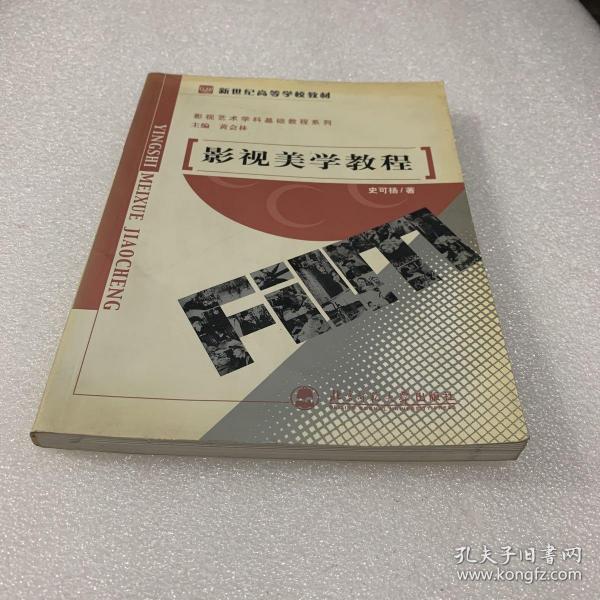 新世纪高等学校教材
影视艺术学科基础教程系列
主编 黄会林
影视美学教程
史可扬/著
YINGSHI MEIXUE JIAOCHENG
FILM
北京师范大学出版社
孔夫子旧书网
www.kongfz.com